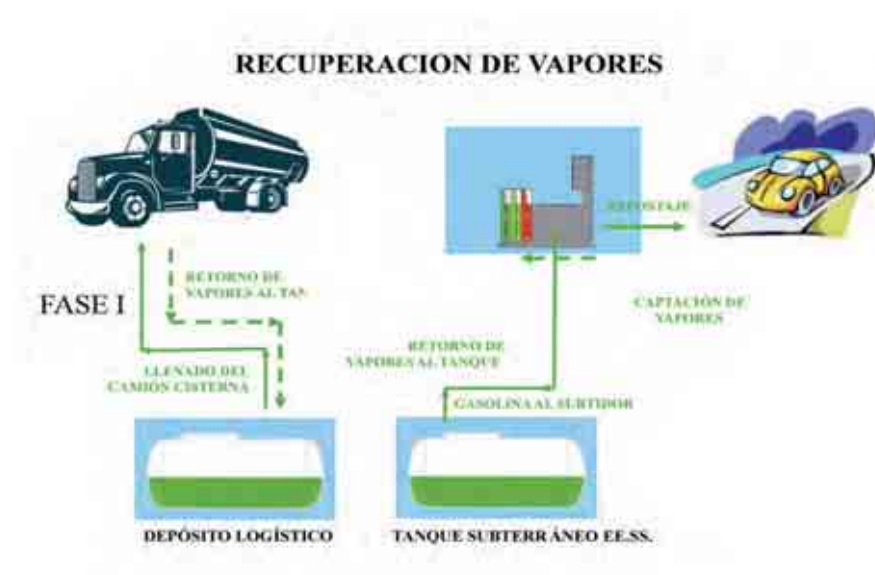 RECUPERACION DE VAPORES
REPOSTAJE
RETORNO DE
VAPORES AL TAN
FASE I
CAPTACIÓN DE
VAPORES
RETORNO DE
VAPORES AL TANQUE
LLENADO DEL
CAMIÓN CISTERNA
GASOLINA AL SURTIDOR
DEPÓSITO LOGÍSTICO
TANQUE SUBTERRÁNEO EE.SS.